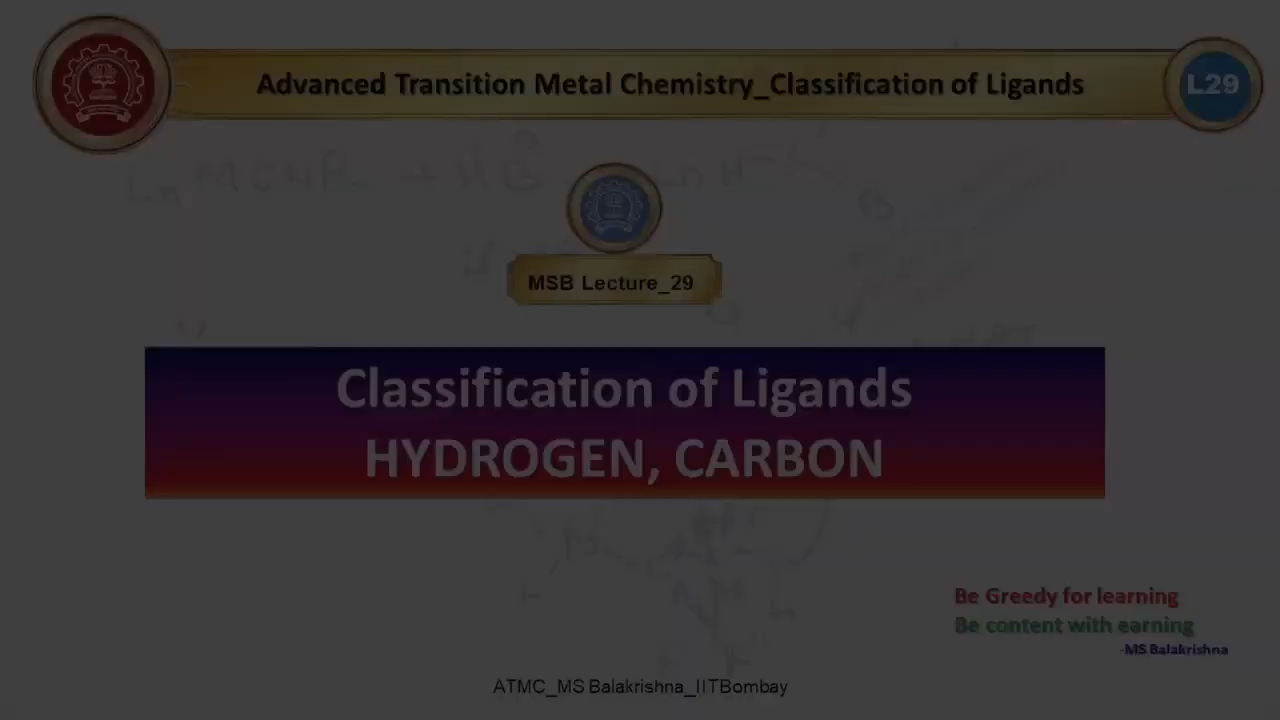 Advanced Transition Metal Chemistry_Classification of Ligands
L29
MSB Lecture_29
Classification of Ligands
HYDROGEN, CARBON
Be Greedy for learning
Be content with earning
-MS Balakrishna
ATMC_MS Balakrishna_IITBombay